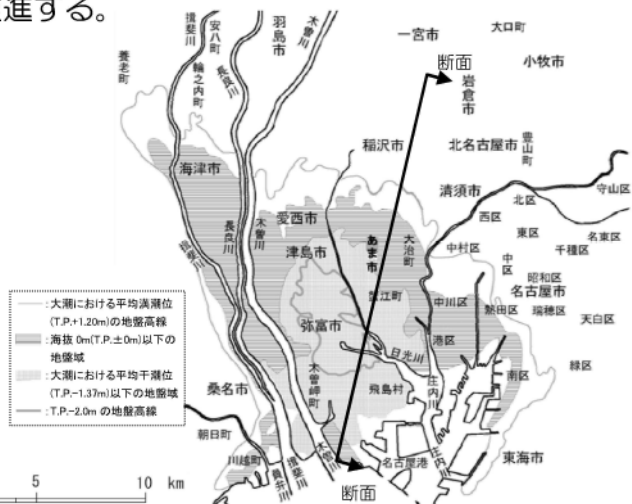 進する。
養老町
揖斐川
安八町
輪之内町
長良川
羽島市
木曽川
一宮市
大口町
小牧市
断面
岩倉市
稲沢市
北名古屋市
豊山町
海津市
清須市
守山区
北区
西区
長良川
木曽川
愛西市
津島市
あま市
大治町
中村区
東区
名東区
千種区
中区
昭和区
名古屋市
揖斐川
蟹江町
中川区
熱田区
瑞穂区
天白区
弥富市
港区
日光川
緑区
:大潮における平均満潮位
(T.P.+1.20m)の地盤高線
:海抜 0m(T.P.±0m)以下の
地盤域
:大潮における平均干潮位
(T.P.-1.37m)以下の地盤域
:T.P.-2.0m の地盤高線
桑名市
木曽岬町
飛島村
庄内川
南区
朝日町
川越町
員弁川
揖斐川
木曽川
名古屋港
庄内川
東海市
断面
5
10 km